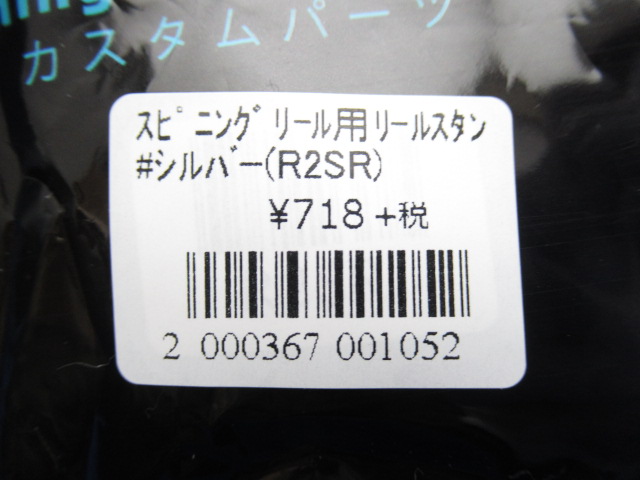 カスタムパーツ
スピニングリール用リールスタン
#シルバー(R2SR)
¥718+税
2 000367 001052